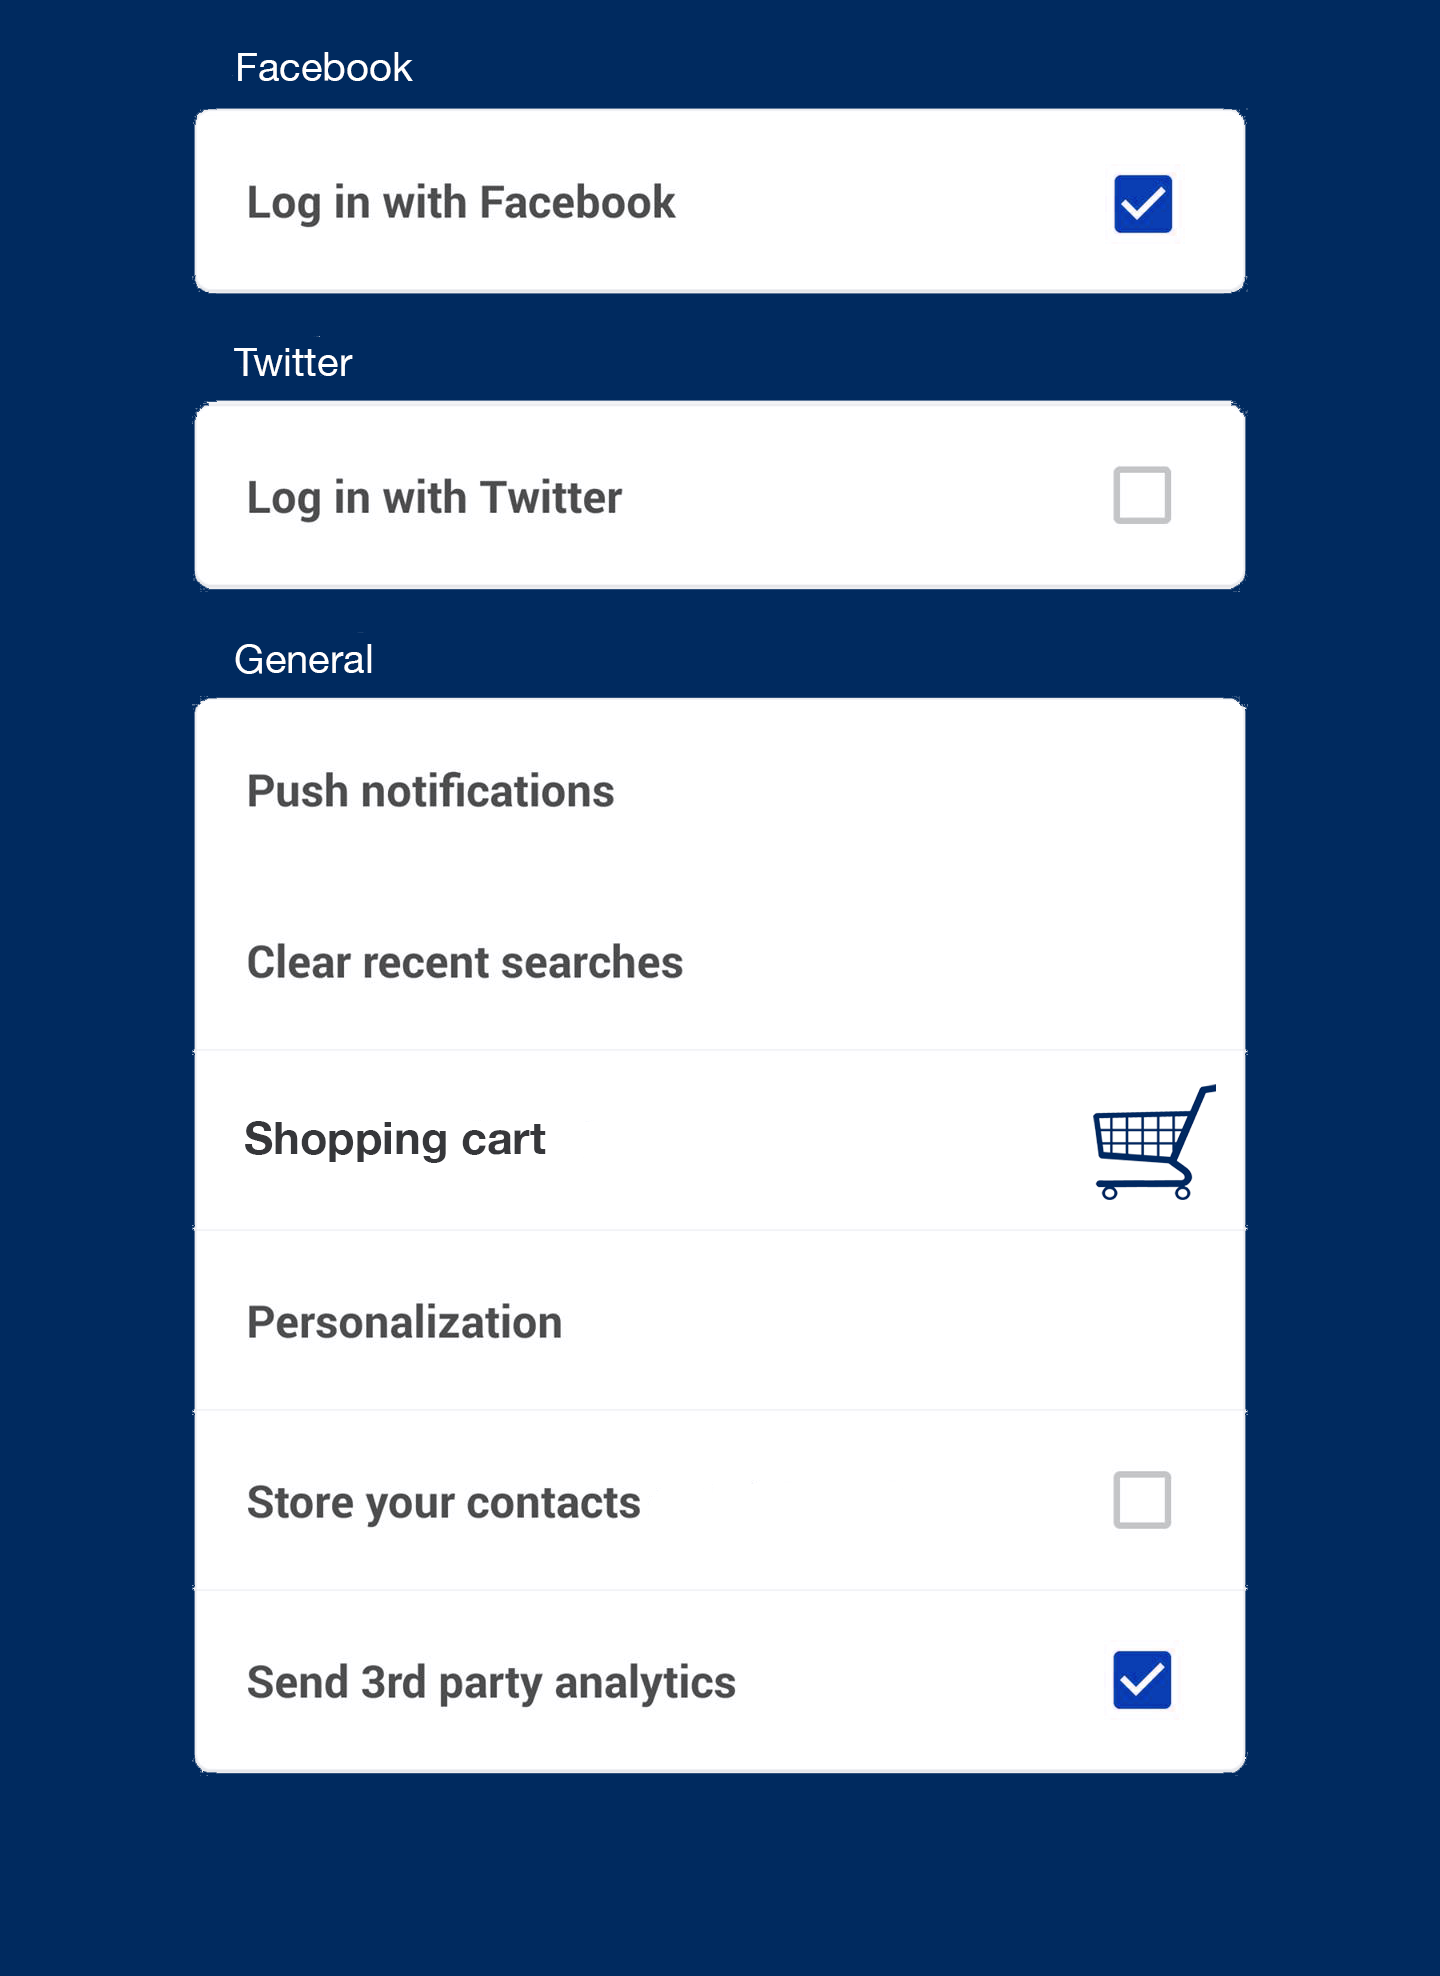 Facebook
Log in with Facebook
Twitter
Log in with Twitter
General
Push notifications
Clear recent searches
Shopping cart
Personalization
Store your contacts
Send 3rd party analytics